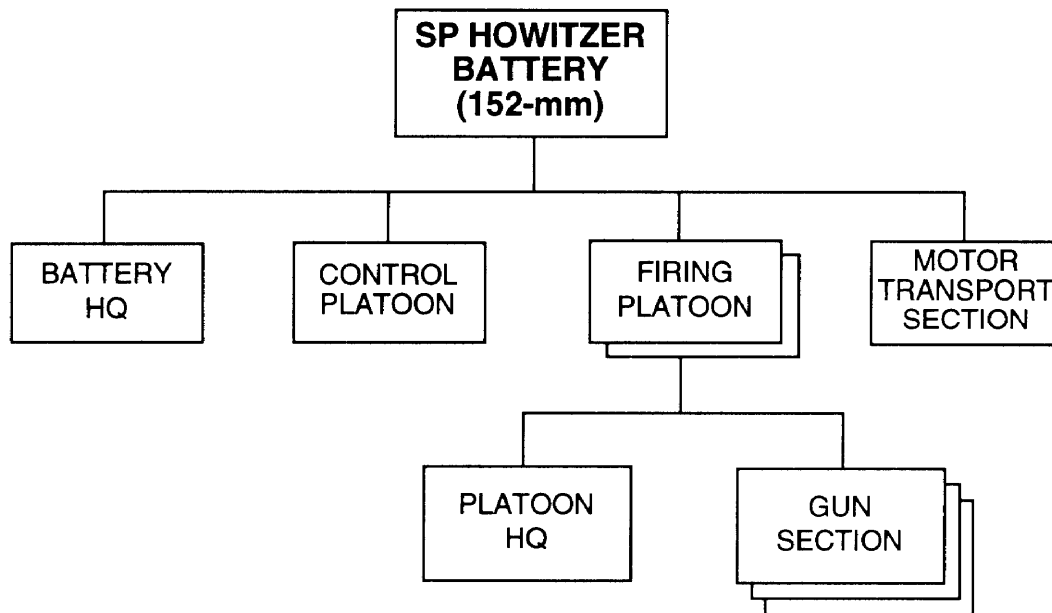 SP HOWITZER
BATTERY
(152-mm)
BATTERY
HQ
CONTROL
PLATOON
FIRING
PLATOON
MOTOR
TRANSPORT
SECTION
PLATOON
HQ
GUN
SECTION